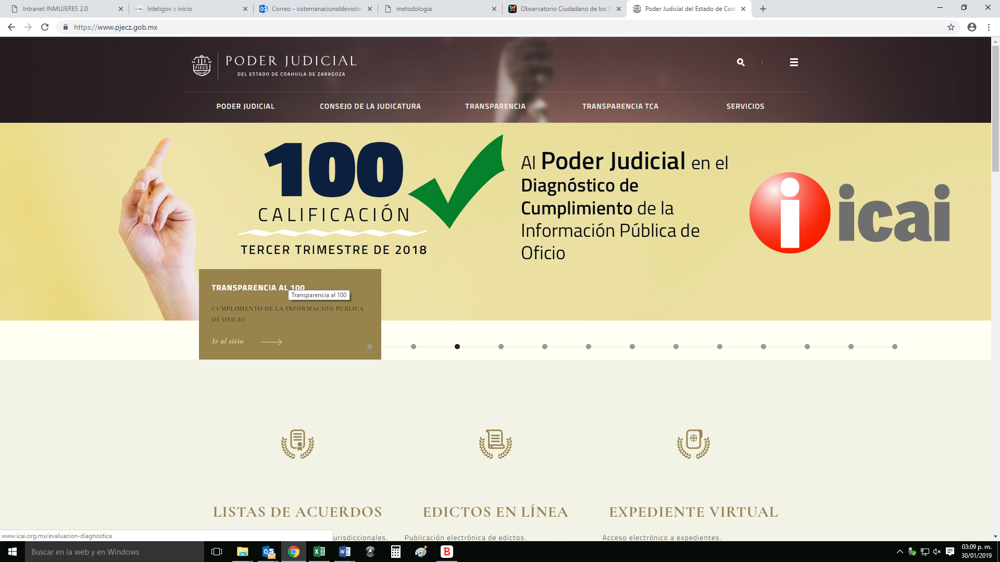 Intranet INMUJERES 2.0
Inteligov :: inicio
Correo - sistemanacionaldeviolen
metodologia
Observatorio Ciudadano de los D
Poder Judicial del Estado de Coah
https://www.pjecz.gob.mx
PJECZ
PODER JUDICIAL
DEL ESTADO DE COAHUILA DE ZARAGOZA
PODER JUDICIAL
CONSEJO DE LA JUDICATURA
TRANSPARENCIA
TRANSPARENCIA TCA
SERVICIOS
100
CALIFICACIÓN
TERCER TRIMESTRE DE 2018
Al Poder Judicial en el
Diagnóstico de
Cumplimiento de la
Información Pública de
Oficio
i icai
TRANSPARENCIA AL 100
Transparencia al 100
CUMPLIMIENTO DE LA INFORMACIÓN PÚBLICA
DE OFICIO
Ir al sitio
LISTAS DE ACUERDOS
EDICTOS EN LÍNEA
EXPEDIENTE VIRTUAL
urisdiccionales.
Publicación electrónica de edictos.
Acceso electrónico a expedientes.
www.icai.org.mx/evaluacion-diagnostica
Buscar en la web y en Windows
B
03:09 p. m.
30/01/2019